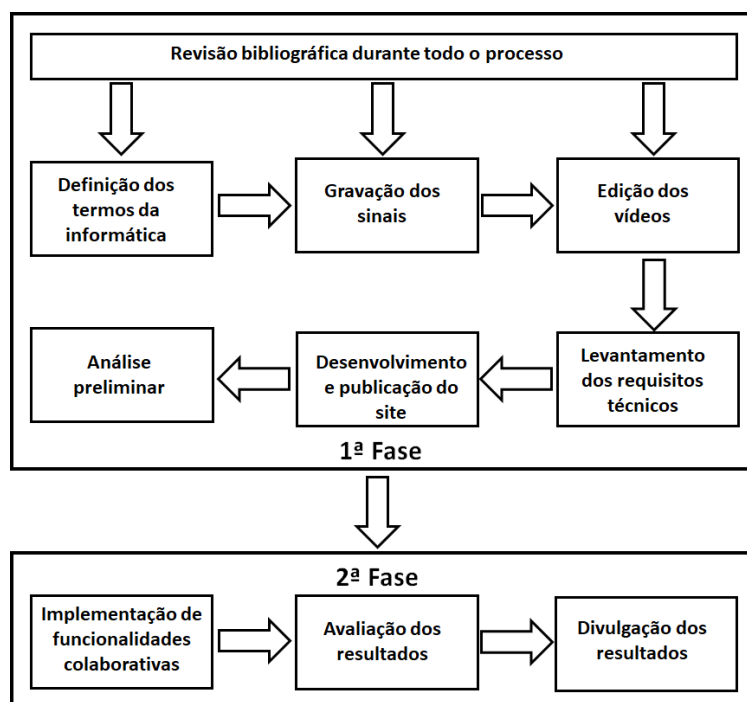 Revisão bibliográfica durante todo o processo
Definição dos
termos da
informática
Gravação dos
sinais
Edição dos
vídeos
Análise
preliminar
Desenvolvimento
e publicação do
site
Levantamento
dos requisitos
técnicos
1ª Fase
2ª Fase
Implementação de
funcionalidades
colaborativas
Avaliação dos
resultados
Divulgação dos
resultados